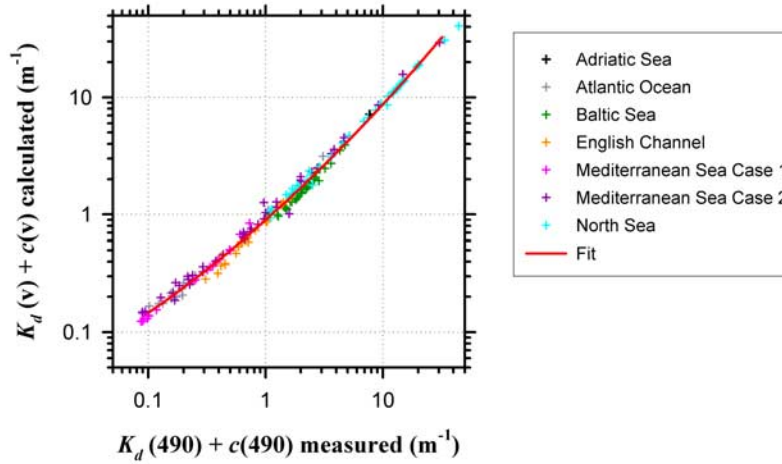 K_d (v) + c(v) calculated (m⁻¹)
10
1
0.1
0.1 1 10
K_d (490) + c(490) measured (m⁻¹)
Adriatic Sea
Atlantic Ocean
Baltic Sea
English Channel
Mediterranean Sea Case 1
Mediterranean Sea Case 2
North Sea
Fit